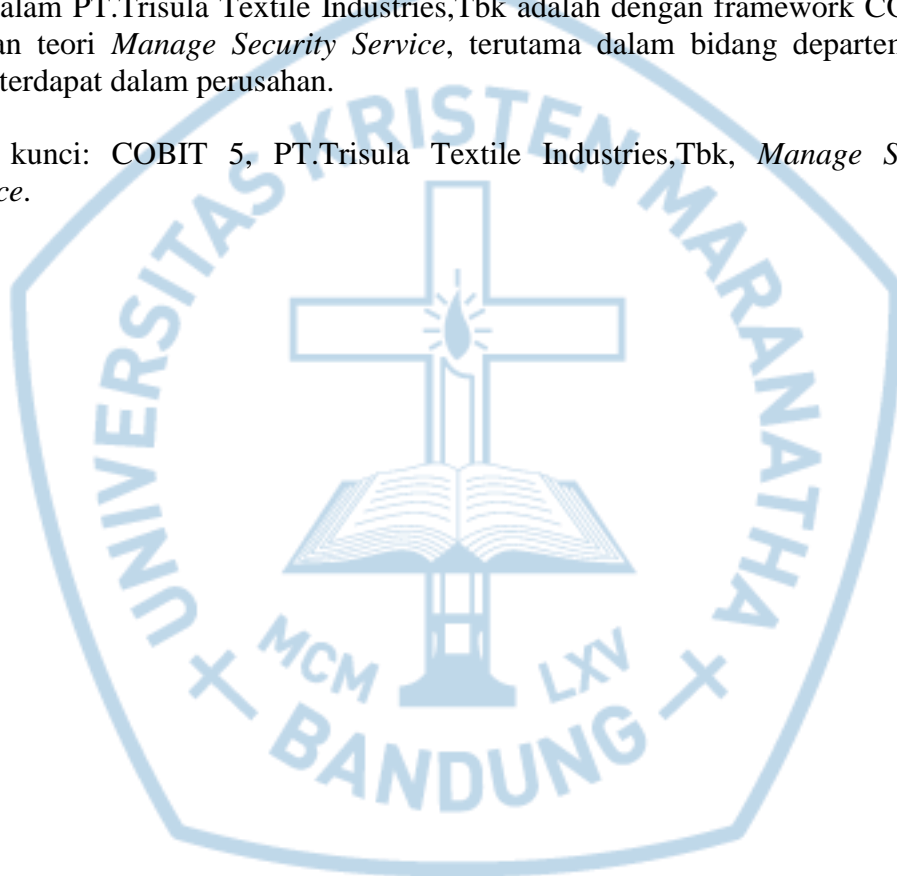 alam PT.Trisula Textile Industries,Tbk adalah dengan framework CO
an teori Manage Security Service, terutama dalam bidang departem
terdapat dalam perusahan.
kunci: COBIT 5, PT.Trisula Textile Industries,Tbk, Manage S
ce.
UNIVERSITAS KRISTEN MARANATHA
MCM LXV
BANDUNG